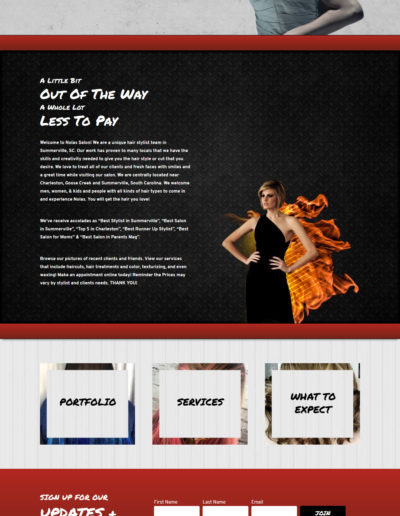 A Little Bit
Out Of The Way
A Whole Lot
Less To Pay
Welcome to Nolas Salon! We are a unique hair stylist team in
Summerville, SC. Our work has proven to many locals that we have the
skills and creativity needed to give you the hair style or cut that you
desire. We love to treat all of our clients and fresh faces with smiles and
a great time while visiting our salon. We are centrally located near
Charleston, Goose Creek and Summerville, South Carolina. We welcome
men, women, & kids and people with all kinds of hair types to come in
and experience Nolas. You will get the hair you love!
We've receive accolades as "Best Stylist in Summerville", "Best Salon
in Summerville", "Top 5 in Charleston", "Best Runner Up Stylist", "Best
Salon for Moms" & "Best Salon in Parents Mag".
Browse our pictures of recent clients and friends. View our services
that include haircuts, hair treatments and color, texturizing, and even
waxing! Make an appointment online today! Reminder the Prices may
vary by stylist and clients needs, THANK YOU!
PORTFOLIO
SERVICES
WHAT TO
EXPECT
SIGN UP FOR OUR
UPDATES +
First Name
Last Name
Email
JOIN